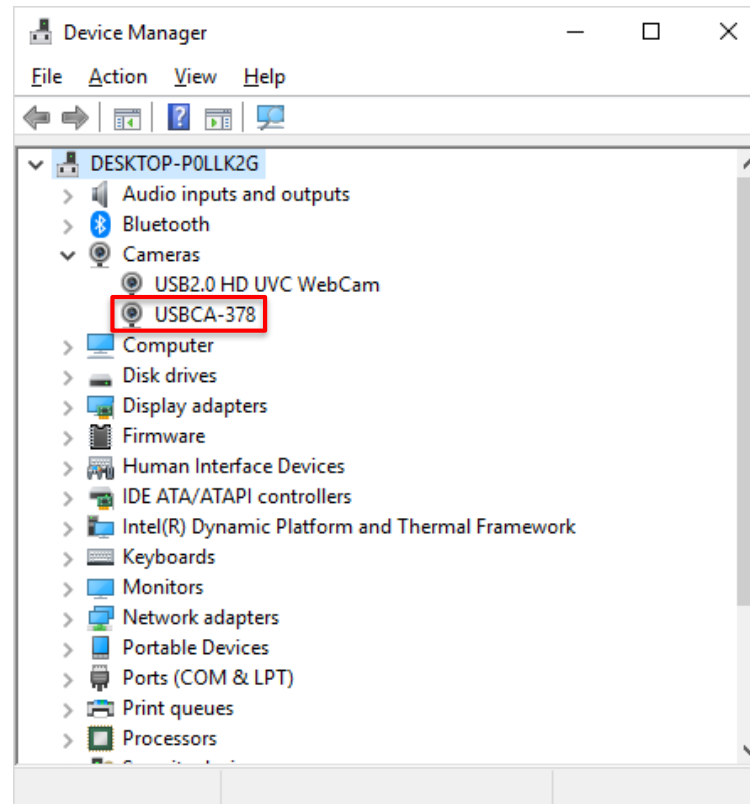 Device Manager
File Action View Help
DESKTOP-P0LLK2G
Audio inputs and outputs
Bluetooth
Cameras
USB2.0 HD UVC WebCam
USBCA-378
Computer
Disk drives
Display adapters
Firmware
Human Interface Devices
IDE ATA/ATAPI controllers
Intel(R) Dynamic Platform and Thermal Framework
Keyboards
Monitors
Network adapters
Portable Devices
Ports (COM & LPT)
Print queues
Processors